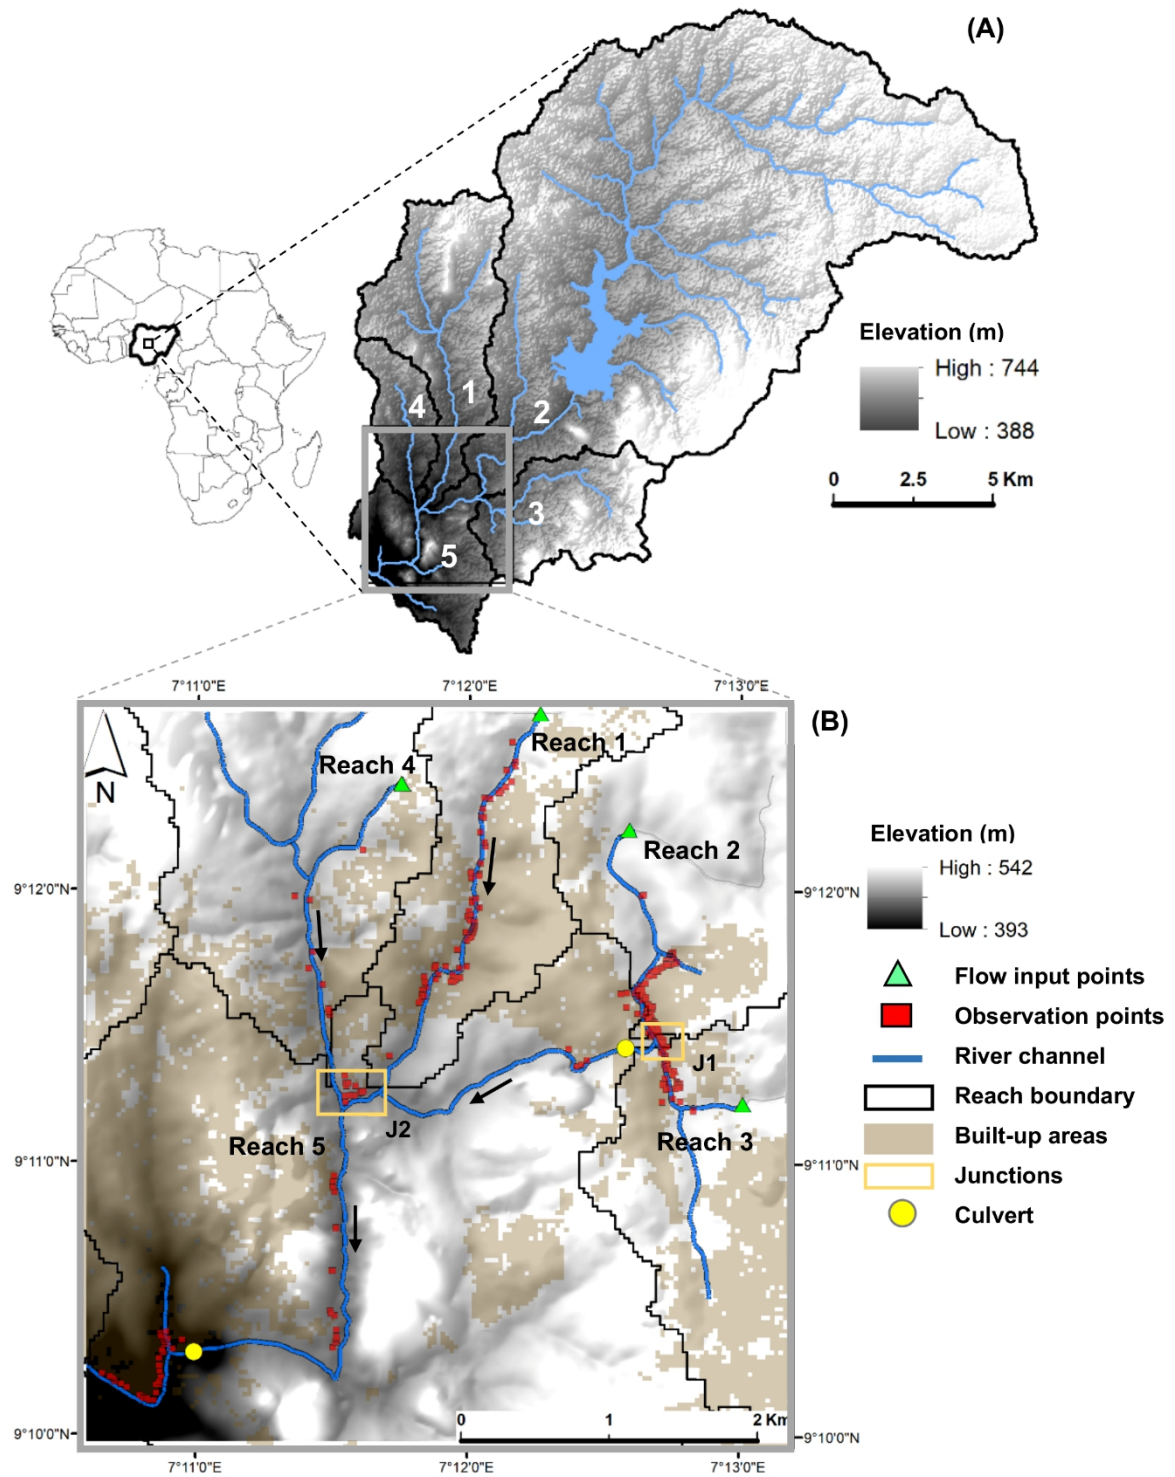 (A)
Elevation (m)
High : 744
Low : 388
0 2.5 5 Km
1
4
2
3
5
7°11'0"E 7°12'0"E 7°13'0"E
(B)
N
Reach 1
Reach 4
Reach 2
9°12'0"N
9°12'0"N
J1
J2
Reach 3
Reach 5
9°11'0"N
9°11'0"N
0 1 2 Km
9°10'0"N
9°10'0"N
7°11'0"E 7°12'0"E 7°13'0"E
Elevation (m)
High : 542
Low : 393
Flow input points
Observation points
River channel
Reach boundary
Built-up areas
Junctions
Culvert